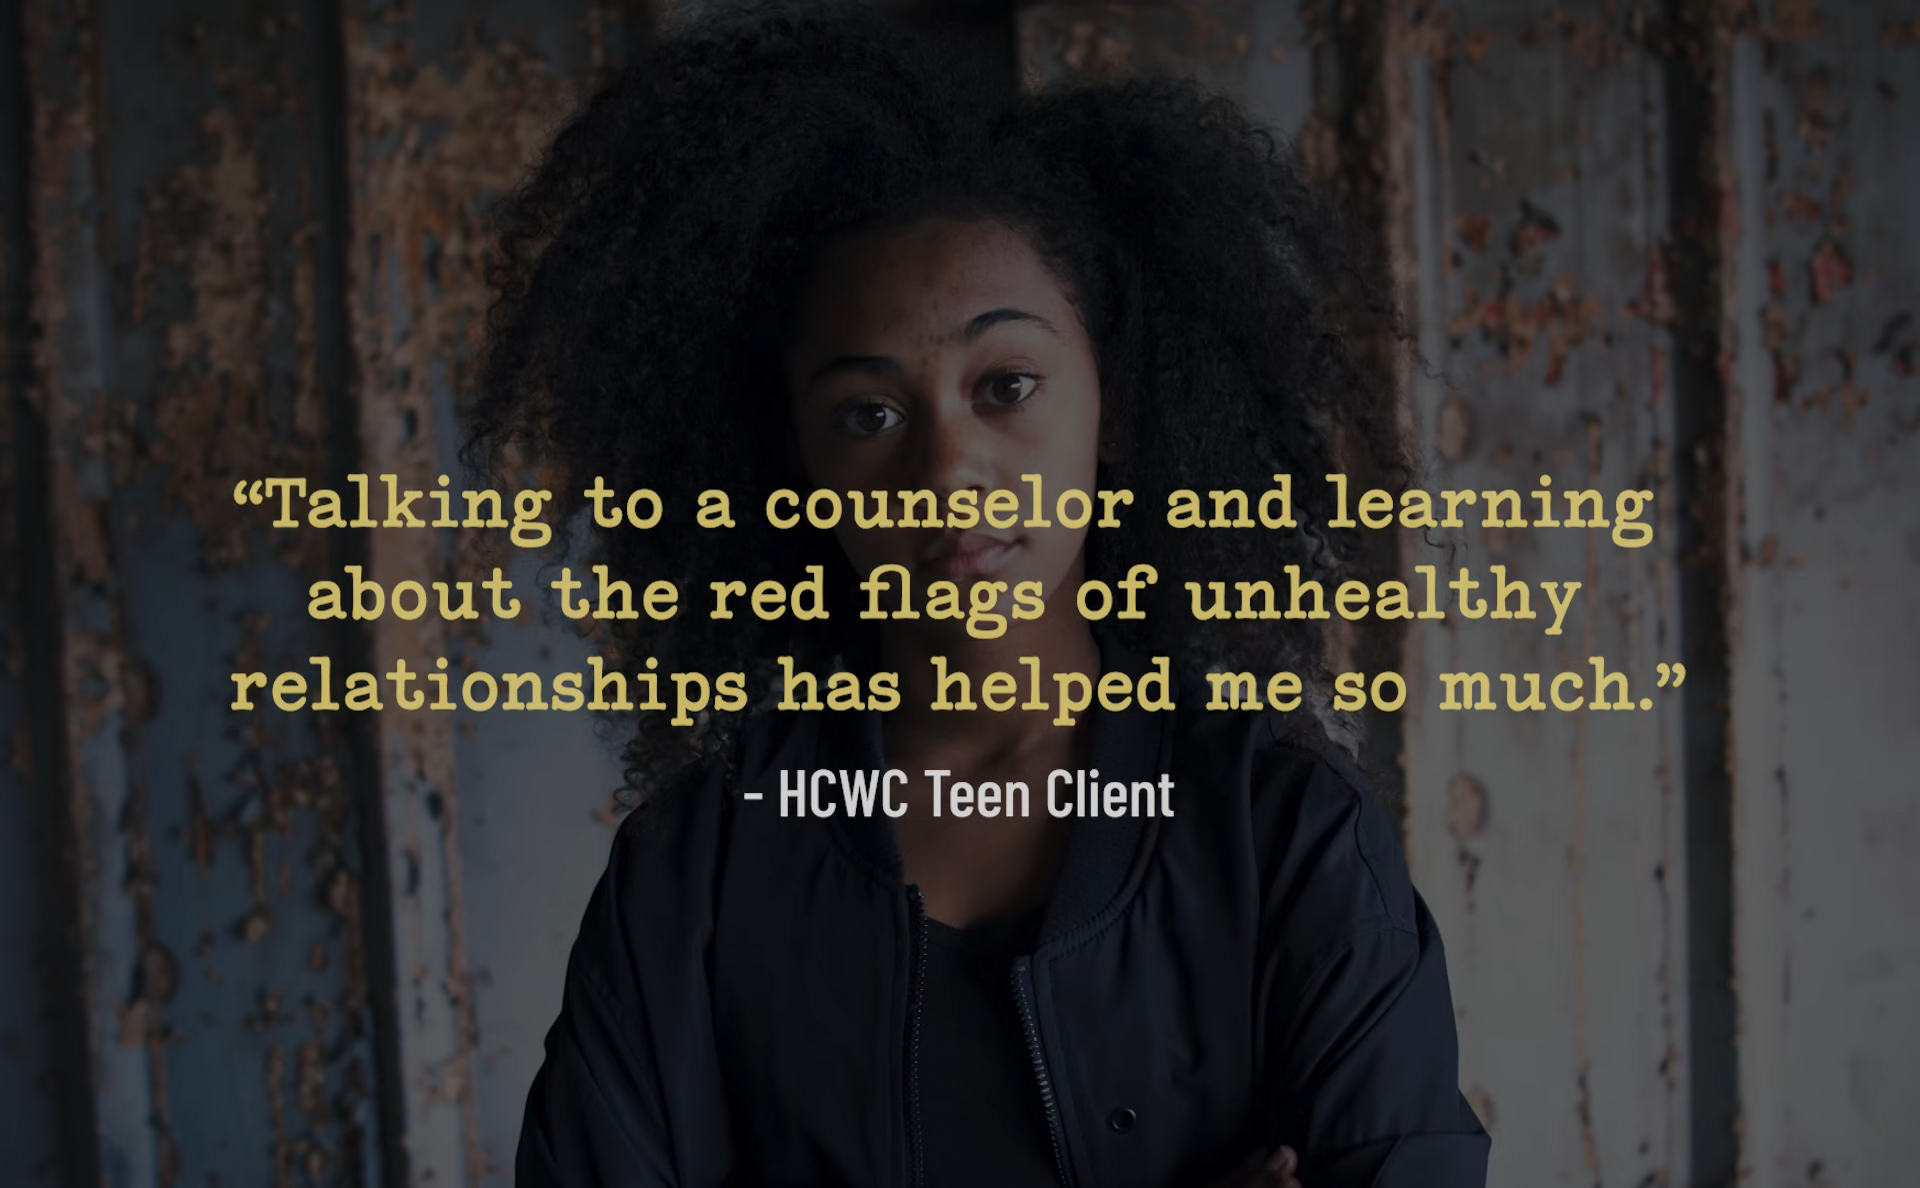 “Talking to a counselor and learning
about the red flags of unhealthy
relationships has helped me so much.”
- HCWC Teen Client